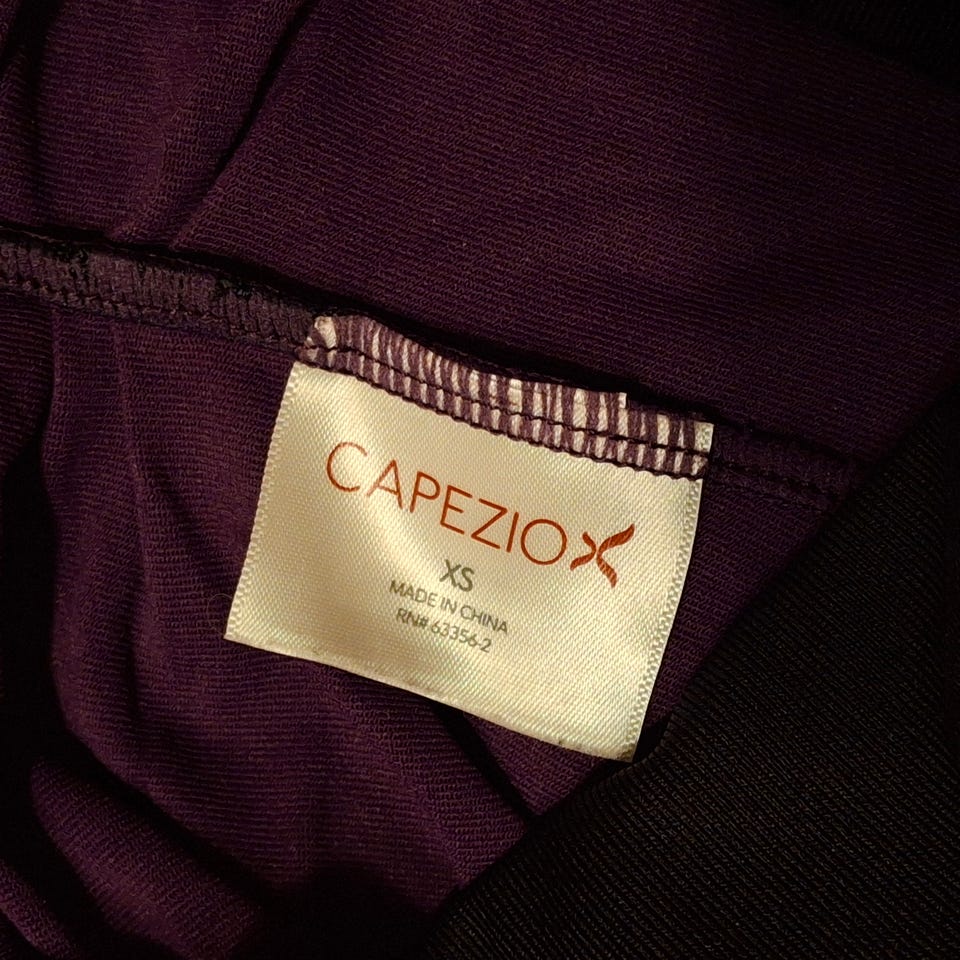 CAPEZIO
XS
MADE IN CHINA
RN# 63356-2